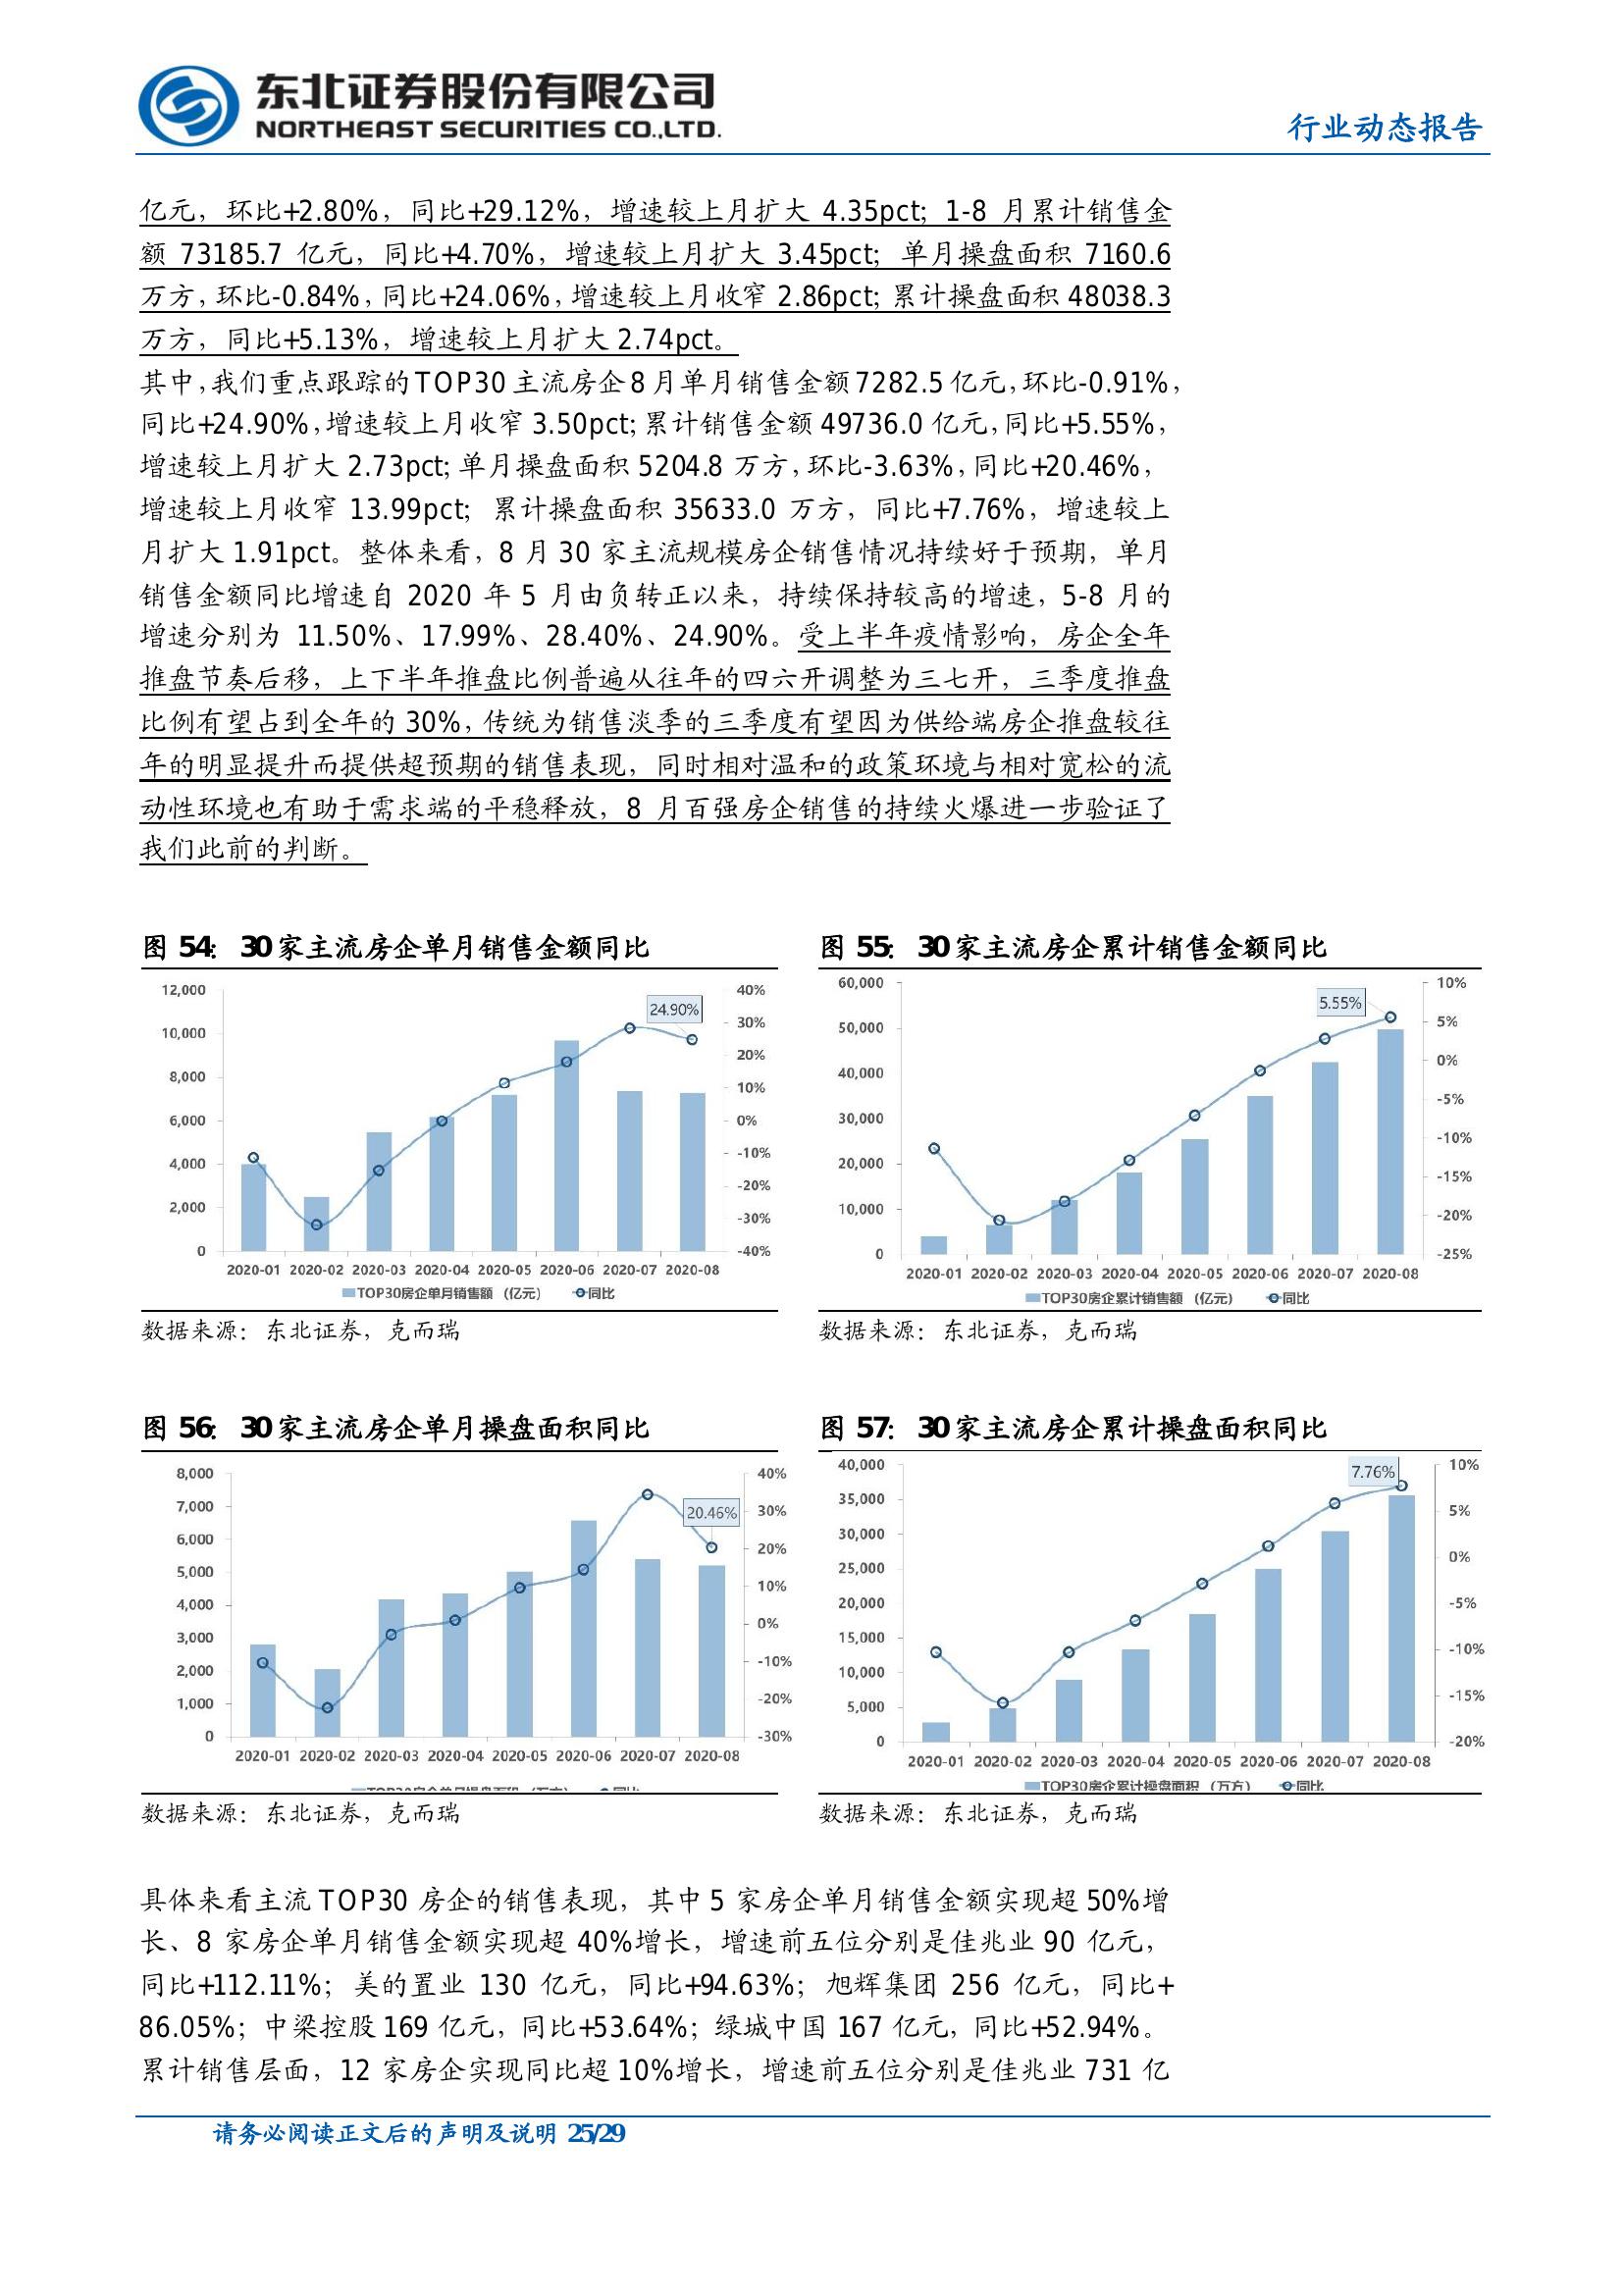 东北证券股份有限公司
NORTHEAST SECURITIES CO.,LTD.
行业动态报告
亿元，环比+2.80%，同比+29.12%，增速较上月扩大 4.35pct；1-8 月累计销售金
额 73185.7 亿元，同比+4.70%，增速较上月扩大 3.45pct；单月操盘面积 7160.6
万方，环比-0.84%，同比+24.06%，增速较上月收窄 2.86pct；累计操盘面积 48038.3
万方，同比+5.13%，增速较上月扩大 2.74pct。
其中，我们重点跟踪的 TOP30 主流房企 8 月单月销售金额 7282.5 亿元，环比-0.91%，
同比+24.90%，增速较上月收窄 3.50pct；累计销售金额 49736.0 亿元，同比+5.55%，
增速较上月扩大 2.73pct；单月操盘面积 5204.8 万方，环比-3.63%，同比+20.46%，
增速较上月收窄 13.99pct；累计操盘面积 35633.0 万方，同比+7.76%，增速较上
月扩大 1.91pct。整体来看，8 月 30 家主流规模房企销售情况持续好于预期，单月
销售金额同比增速自 2020 年 5 月由负转正以来，持续保持较高的增速，5-8 月的
增速分别为 11.50%、17.99%、28.40%、24.90%。受上半年疫情影响，房企全年
推盘节奏后移，上下半年推盘比例普遍从往年的四六开调整为三七开，三季度推盘
比例有望占到全年的 30%，传统为销售淡季的三季度有望因为供给端房企推盘较往
年的明显提升而提供超预期的销售表现，同时相对温和的政策环境与相对宽松的流
动性环境也有助于需求端的平稳释放，8 月百强房企销售的持续火爆进一步验证了
我们此前的判断。
图 54： 30 家主流房企单月销售金额同比
12,000
10,000
8,000
6,000
4,000
2,000
0
40%
30%
20%
10%
0%
-10%
-20%
-30%
-40%
24.90%
2020-01 2020-02 2020-03 2020-04 2020-05 2020-06 2020-07 2020-08
TOP30房企单月销售额（亿元） 同比
数据来源：东北证券，克而瑞
图 55： 30 家主流房企累计销售金额同比
60,000
50,000
40,000
30,000
20,000
10,000
0
10%
5%
0%
-5%
-10%
-15%
-20%
-25%
5.55%
2020-01 2020-02 2020-03 2020-04 2020-05 2020-06 2020-07 2020-08
TOP30房企累计销售额（亿元） 同比
数据来源：东北证券，克而瑞
图 56： 30 家主流房企单月操盘面积同比
8,000
7,000
6,000
5,000
4,000
3,000
2,000
1,000
0
40%
30%
20%
10%
0%
-10%
-20%
-30%
20.46%
2020-01 2020-02 2020-03 2020-04 2020-05 2020-06 2020-07 2020-08
数据来源：东北证券，克而瑞
图 57： 30 家主流房企累计操盘面积同比
40,000
35,000
30,000
25,000
20,000
15,000
10,000
5,000
0
10%
5%
0%
-5%
-10%
-15%
-20%
7.76%
2020-01 2020-02 2020-03 2020-04 2020-05 2020-06 2020-07 2020-08
TOP30房企累计操盘面积（万方） 同比
数据来源：东北证券，克而瑞
具体来看主流 TOP30 房企的销售表现，其中 5 家房企单月销售金额实现超 50%增
长、8 家房企单月销售金额实现超 40%增长，增速前五位分别是佳兆业 90 亿元，
同比+112.11%；美的置业 130 亿元，同比+94.63%；旭辉集团 256 亿元，同比+
86.05%；中梁控股 169 亿元，同比+53.64%；绿城中国 167 亿元，同比+52.94%。
累计销售层面，12 家房企实现同比超 10%增长，增速前五位分别是佳兆业 731 亿
请务必阅读正文后的声明及说明 25/29